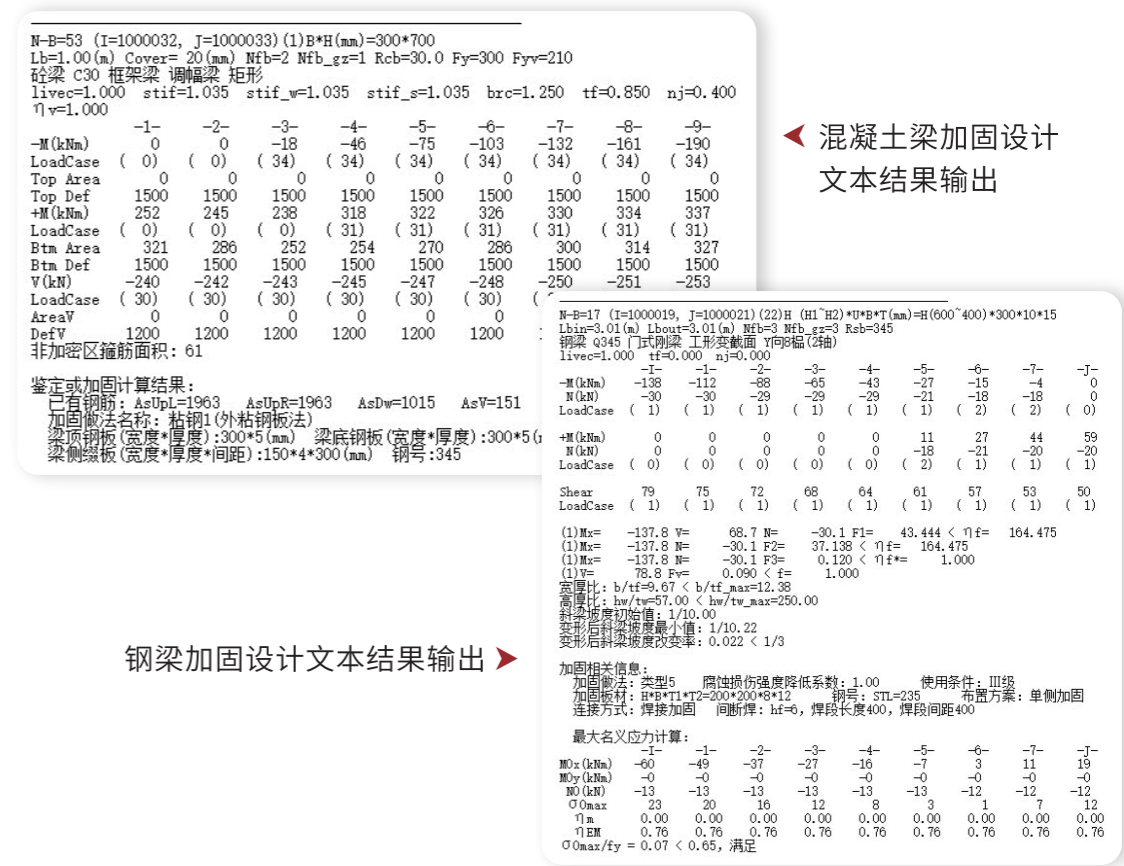 N-B=53 (I=1000032, J=1000033)(1)B*H(mm)=300*700
Lb=1.00(m) Cover= 20(mm) Nfb=2 Nfb_gz=1 Rcb=30.0 Fy=300 Fyv=210
砼梁 C30 框架梁 调幅梁 矩形
livec=1.000 stif=1.035 stif_w=1.035 stif_s=1.035 brc=1.250 tf=0.850 nj=0.400
ηv=1.000
-1- -2- -3- -4- -5- -6- -7- -8- -9-
-M(kNm) 0 0 -18 -46 -75 -103 -132 -161 -190
LoadCase ( 0) ( 0) ( 34) ( 34) ( 34) ( 34) ( 34) ( 34) ( 34)
Top Area 0 0 0 0 0 0 0 0 0
Top Def 1500 1500 1500 1500 1500 1500 1500 1500 1500
+M(kNm) 252 245 238 318 322 326 330 334 337
LoadCase ( 0) ( 0) ( 0) ( 31) ( 31) ( 31) ( 31) ( 31) ( 31)
Btm Area 321 286 252 254 270 286 300 314 327
Btm Def 1500 1500 1500 1500 1500 1500 1500 1500 1500
V(kN) -240 -242 -243 -245 -247 -248 -250 -251 -253
LoadCase ( 30) ( 30) ( 30) ( 30) ( 30) ( 30) (
AreaV 0 0 0 0 0 0
DefV 1200 1200 1200 1200 1200 1200
非加密区箍筋面积: 61
鉴定或加固计算结果:
已有钢筋: AsUpL=1963 AsUpR=1963 AsDw=1015 AsV=151
加固做法名称: 粘钢1(外粘钢板法)
梁顶钢板(宽度*厚度):300*5(mm) 梁底钢板(宽度*厚度):300*5(
梁侧缀板(宽度*厚度*间距):150*4*300(mm) 钢号:345
混凝土梁加固设计
文本结果输出
N-B=17 (I=1000019, J=1000021)(22)H (H1~H2)*U*B*T(mm)=H(600~400)*300*10*15
Lbin=3.01(m) Lbout=3.01(m) Nfb=3 Nfb_gz=3 Rsb=345
钢梁 Q345 门式刚梁 工形变截面 Y向8榀(2轴)
livec=1.000 tf=0.000 nj=0.000
-I- -1- -2- -3- -4- -5- -6- -7- -J-
-M(kNm) -138 -112 -88 -65 -43 -27 -15 -4 0
N(kN) -30 -30 -29 -29 -29 -21 -18 -18 0
LoadCase ( 1) ( 1) ( 1) ( 1) ( 1) ( 1) ( 2) ( 2) ( 0)
+M(kNm) 0 0 0 0 0 11 27 44 59
N(kN) 0 0 0 0 0 -18 -21 -20 -20
LoadCase ( 0) ( 0) ( 0) ( 0) ( 0) ( 2) ( 1) ( 1) ( 1)
Shear 79 75 72 68 64 61 57 53 50
LoadCase ( 1) ( 1) ( 1) ( 1) ( 1) ( 1) ( 1) ( 1) ( 1)
(1)Mx= -137.8 V= 68.7 N= -30.1 F1= 43.444 < ηf= 164.475
(1)Mx= -137.8 N= -30.1 F2= 37.138 < ηf= 164.475
(1)Mx= -137.8 N= -30.1 F3= 0.120 < ηf*= 1.000
(1)V= 78.8 Fv= 0.090 < f= 1.000
宽厚比: b/tf=9.67 < b/tf_max=12.38
高厚比: hw/tw=57.00 < hw/tw_max=250.00
斜梁坡度初始值: 1/10.00
变形后斜梁坡度最小值: 1/10.22
变形后斜梁坡度改变率: 0.022 < 1/3
加固相关信息:
加固做法: 类型5 腐蚀损伤强度降低系数: 1.00 使用条件: Ⅲ级
加固板材: H*B*T1*T2=200*200*8*12 钢号: STL=235 布置方案: 单侧加固
连接方式: 焊接加固 间断焊: hf=6, 焊段长度400, 焊段间距400
钢梁加固设计文本结果输出
最大名义应力计算:
-I- -1- -2- -3- -4- -5- -6- -7- -J-
M0x(kNm) -60 -49 -37 -27 -16 -7 3 11 19
M0y(kNm) -0 -0 -0 -0 -0 -0 -0 -0 -0
N0(kN) -13 -13 -13 -13 -13 -13 -12 -12 -12
σ0max 23 20 16 12 8 3 1 7 12
ηm 0.00 0.00 0.00 0.00 0.00 0.00 0.00 0.00 0.00
ηEM 0.76 0.76 0.76 0.76 0.76 0.76 0.76 0.76 0.76
σ0max/fy = 0.07 < 0.65, 满足